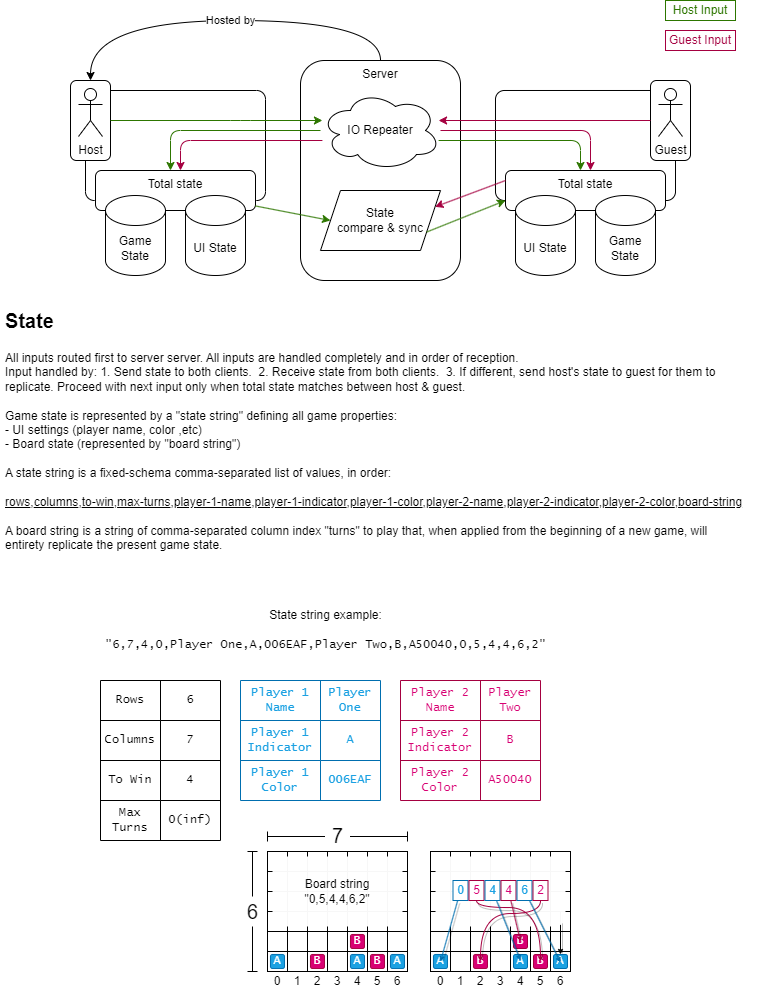 Host Input
Hosted by
Guest Input
Server
IO Repeater
Host
Guest
Total state
Total state
State
compare & sync
Game
State
UI State
UI State
Game
State
State
All inputs routed first to server server. All inputs are handled completely and in order of reception.
Input handled by: 1. Send state to both clients.  2. Receive state from both clients.  3. If different, send host's state to guest for them to
replicate. Proceed with next input only when total state matches between host & guest.
Game state is represented by a "state string" defining all game properties:
- UI settings (player name, color ,etc)
- Board state (represented by "board string")
A state string is a fixed-schema comma-separated list of values, in order:
rows,columns,to-win,max-turns,player-1-name,player-1-indicator,player-1-color,player-2-name,player-2-indicator,player-2-color,board-string
A board string is a string of comma-separated column index "turns" to play that, when applied from the beginning of a new game, will
entirety replicate the present game state.
State string example:
"6,7,4,0,Player One,A,006EAF,Player Two,B,A50040,0,5,4,4,6,2"
Rows 6
Columns 7
To Win 4
Max
Turns
0(inf)
Player 1
Name
Player
One
Player 1
Indicator
A
Player 1
Color
006EAF
Player 2
Name
Player
Two
Player 2
Indicator
B
Player 2
Color
A50040
7
6
Board string
"0,5,4,4,6,2"
B
A B A B A
0 1 2 3 4 5 6
0 5 4 4 6 2
B
A B A B A
0 1 2 3 4 5 6